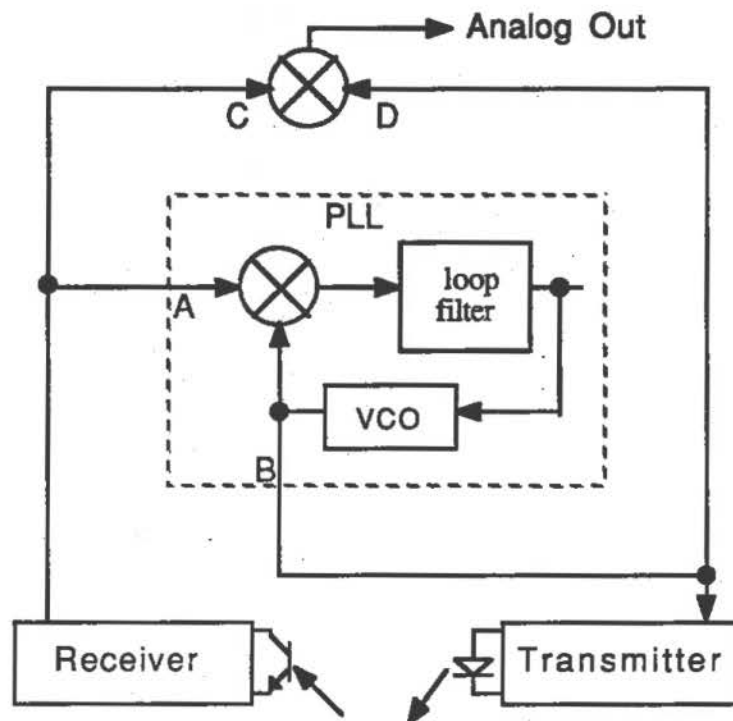 Analog Out
C
D
PLL
A
loop
filter
VCO
B
Receiver
Transmitter